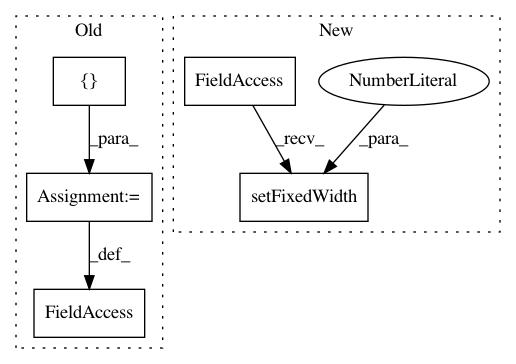 Old
New
{}
FieldAccess
NumberLiteral
_para_
_recv_
_para_
Assignment:=
setFixedWidth
_def_
FieldAccess